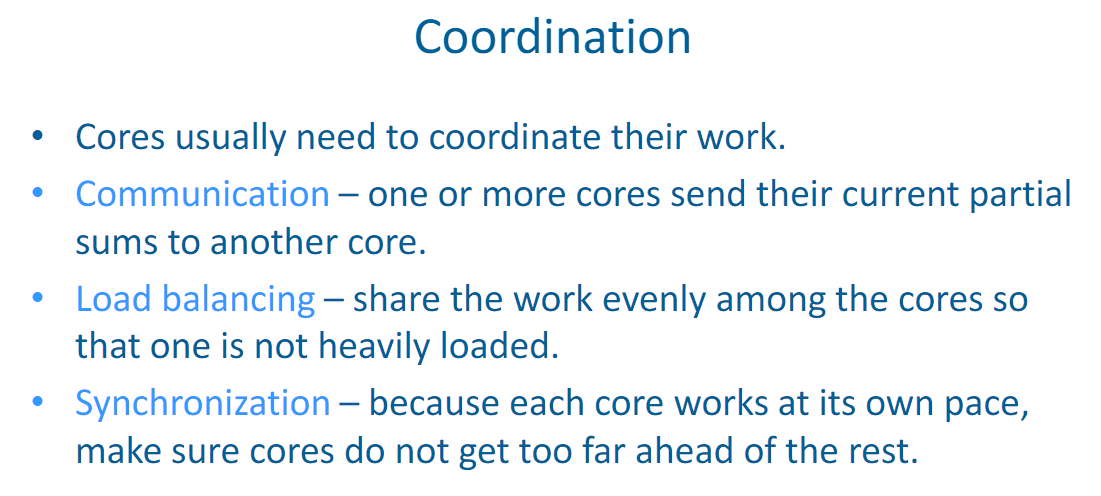 Coordination
• Cores usually need to coordinate their work.
• Communication – one or more cores send their current partial
sums to another core.
• Load balancing – share the work evenly among the cores so
that one is not heavily loaded.
• Synchronization – because each core works at its own pace,
make sure cores do not get too far ahead of the rest.